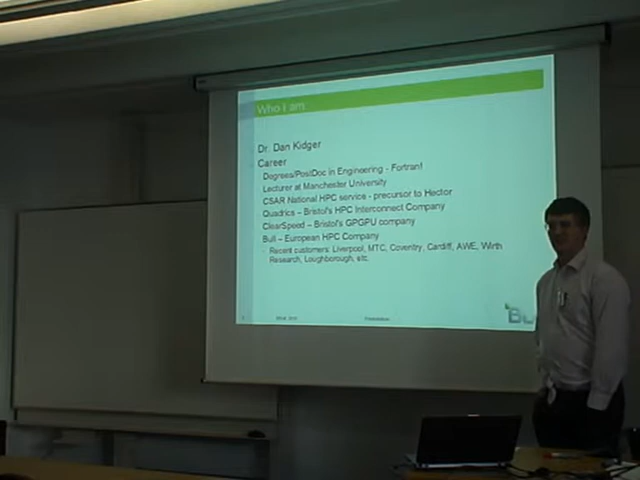 Who I am
Dr. Dan Kidger
Career
Degrees/PostDoc in Engineering - Fortran!
Lecturer at Manchester University
CSAR National HPC service - precursor to Hector
Quadrics – Bristol's HPC Interconnect Company
ClearSpeed – Bristol's GPGPU company
Bull – European HPC Company
Recent customers: Liverpool, MTC, Coventry, Cardiff, AWE, Wirth
Research, Loughborough, etc.
Bu